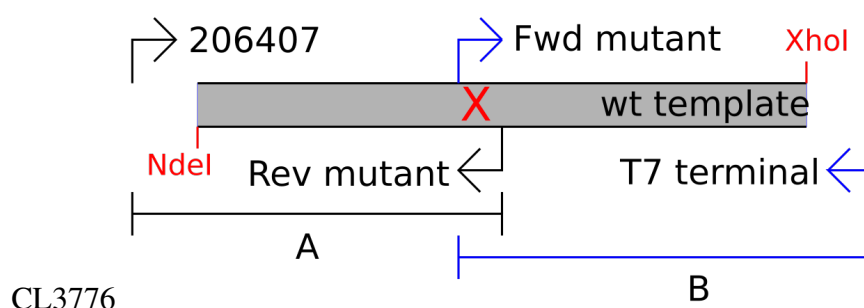 206407
Fwd mutant
XhoI
X
wt template
NdeI
Rev mutant
T7 terminal
A
B
CL3776